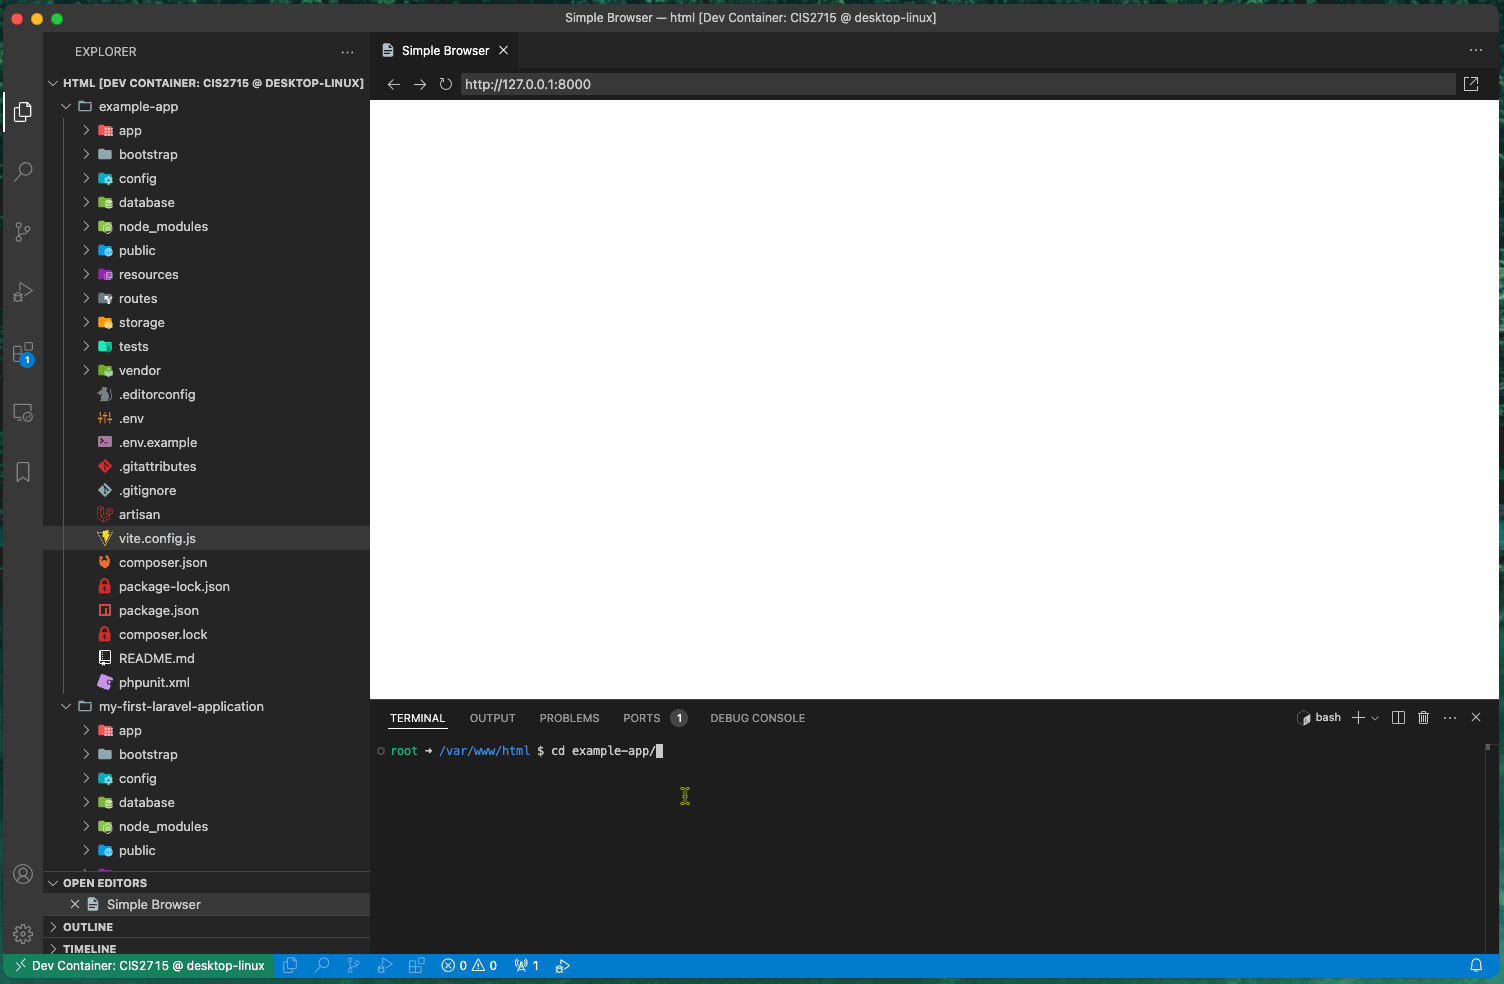 Simple Browser — html [Dev Container: CIS2715 @ desktop-linux]
EXPLORER
HTML [DEV CONTAINER: CIS2715 @ DESKTOP-LINUX]
example-app
app
bootstrap
config
database
node_modules
public
resources
routes
storage
tests
vendor
.editorconfig
.env
.env.example
.gitattributes
.gitignore
artisan
vite.config.js
composer.json
package-lock.json
package.json
composer.lock
README.md
phpunit.xml
my-first-laravel-application
app
bootstrap
config
database
node_modules
public
OPEN EDITORS
Simple Browser
OUTLINE
TIMELINE
1
Simple Browser
http://127.0.0.1:8000
TERMINAL OUTPUT PROBLEMS PORTS 1 DEBUG CONSOLE bash
root ➜ /var/www/html $ cd example-app/
Dev Container: CIS2715 @ desktop-linux 0 0 1